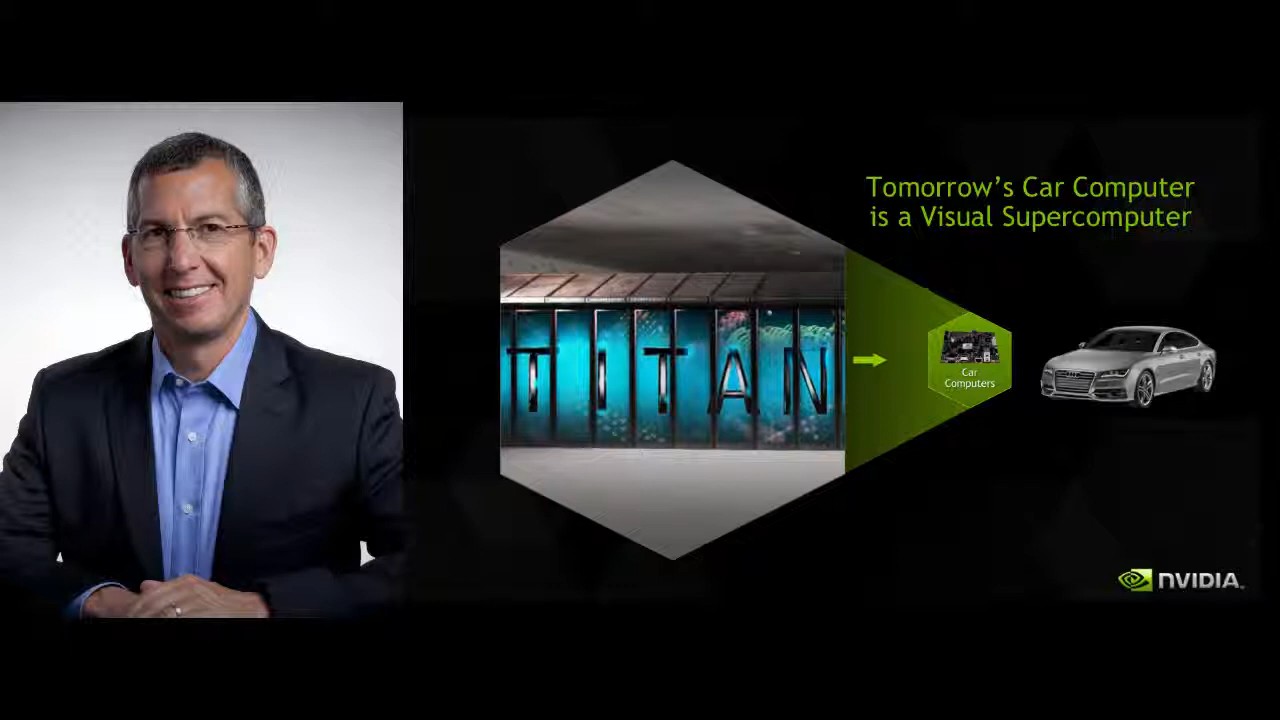 Tomorrow's Car Computer
is a Visual Supercomputer
TITAN
Car
Computers
NVIDIA